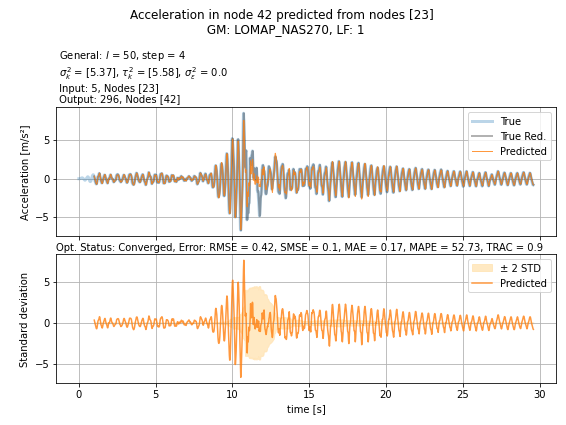 Acceleration in node 42 predicted from nodes [23]
GM: LOMAP_NAS270, LF: 1
General: l = 50, step = 4
σ²ₖ = [5.37], τ²ₖ = [5.58], σ²ε = 0.0
Input: 5, Nodes [23]
Output: 296, Nodes [42]
Acceleration [m/s²]
5
0
−5
True
True Red.
Predicted
Opt. Status: Converged, Error: RMSE = 0.42, SMSE = 0.1, MAE = 0.17, MAPE = 52.73, TRAC = 0.9
Standard deviation
5
0
−5
± 2 STD
Predicted
0 5 10 15 20 25 30
time [s]